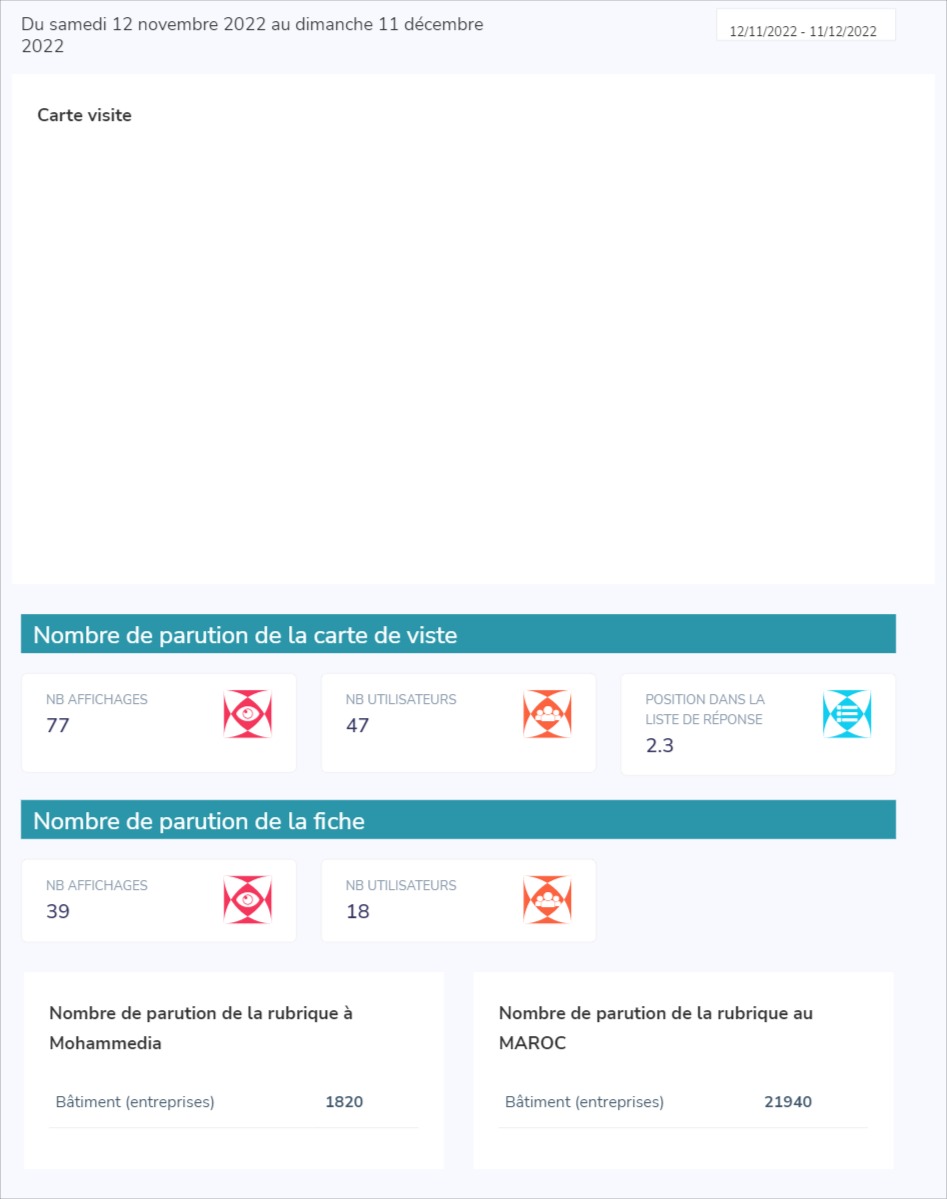 Du samedi 12 novembre 2022 au dimanche 11 décembre
2022
12/11/2022 - 11/12/2022
Carte visite
Nombre de parution de la carte de viste
NB AFFICHAGES
77
NB UTILISATEURS
47
POSITION DANS LA
LISTE DE RÉPONSE
2.3
Nombre de parution de la fiche
NB AFFICHAGES
39
NB UTILISATEURS
18
Nombre de parution de la rubrique à
Mohammedia
Bâtiment (entreprises) 1820
Nombre de parution de la rubrique au
MAROC
Bâtiment (entreprises) 21940